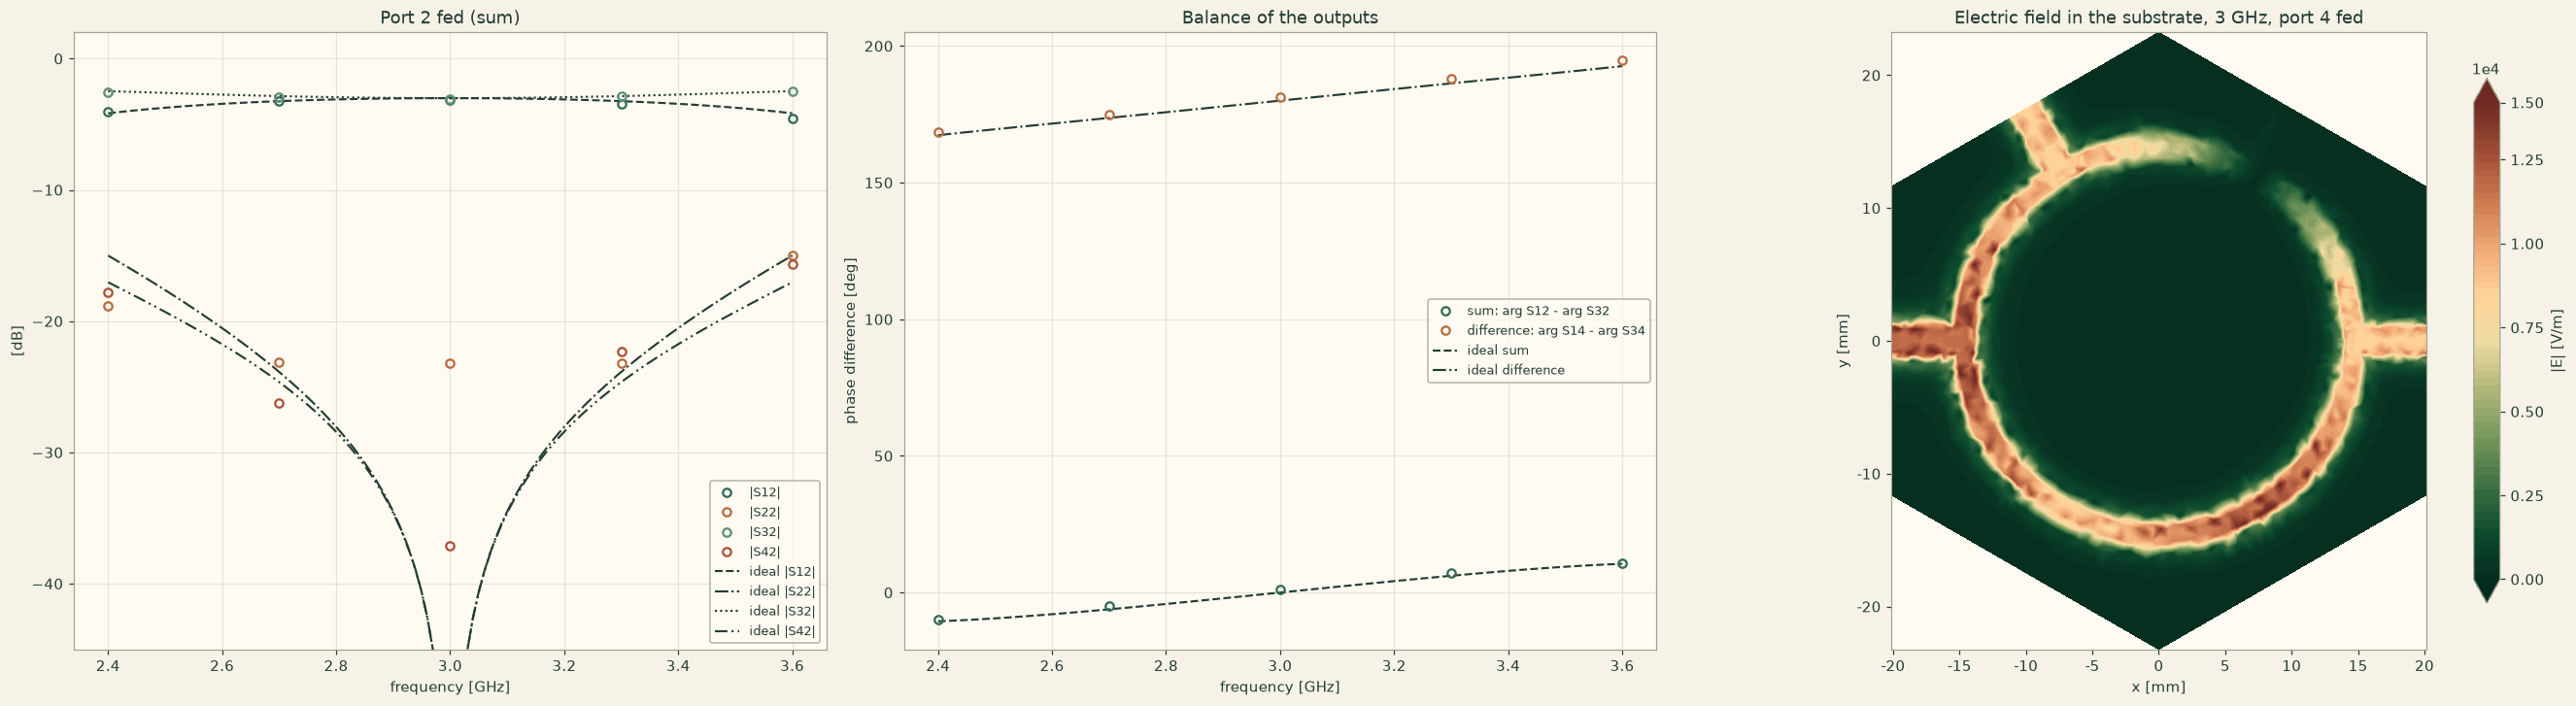 Port 2 fed (sum)
0
−10
−20
−30
−40
[dB]
2.4
2.6
2.8
3.0
3.2
3.4
3.6
frequency [GHz]
|S12|
|S22|
|S32|
|S42|
ideal |S12|
ideal |S22|
ideal |S32|
ideal |S42|
Balance of the outputs
200
150
100
50
0
phase difference [deg]
2.4
2.6
2.8
3.0
3.2
3.4
3.6
frequency [GHz]
sum: arg S12 - arg S32
difference: arg S14 - arg S34
ideal sum
ideal difference
Electric field in the substrate, 3 GHz, port 4 fed
20
10
0
-10
-20
y [mm]
-20
-15
-10
-5
0
5
10
15
20
x [mm]
1e4
1.50
1.25
1.00
0.75
0.50
0.25
0.00
|E| [V/m]